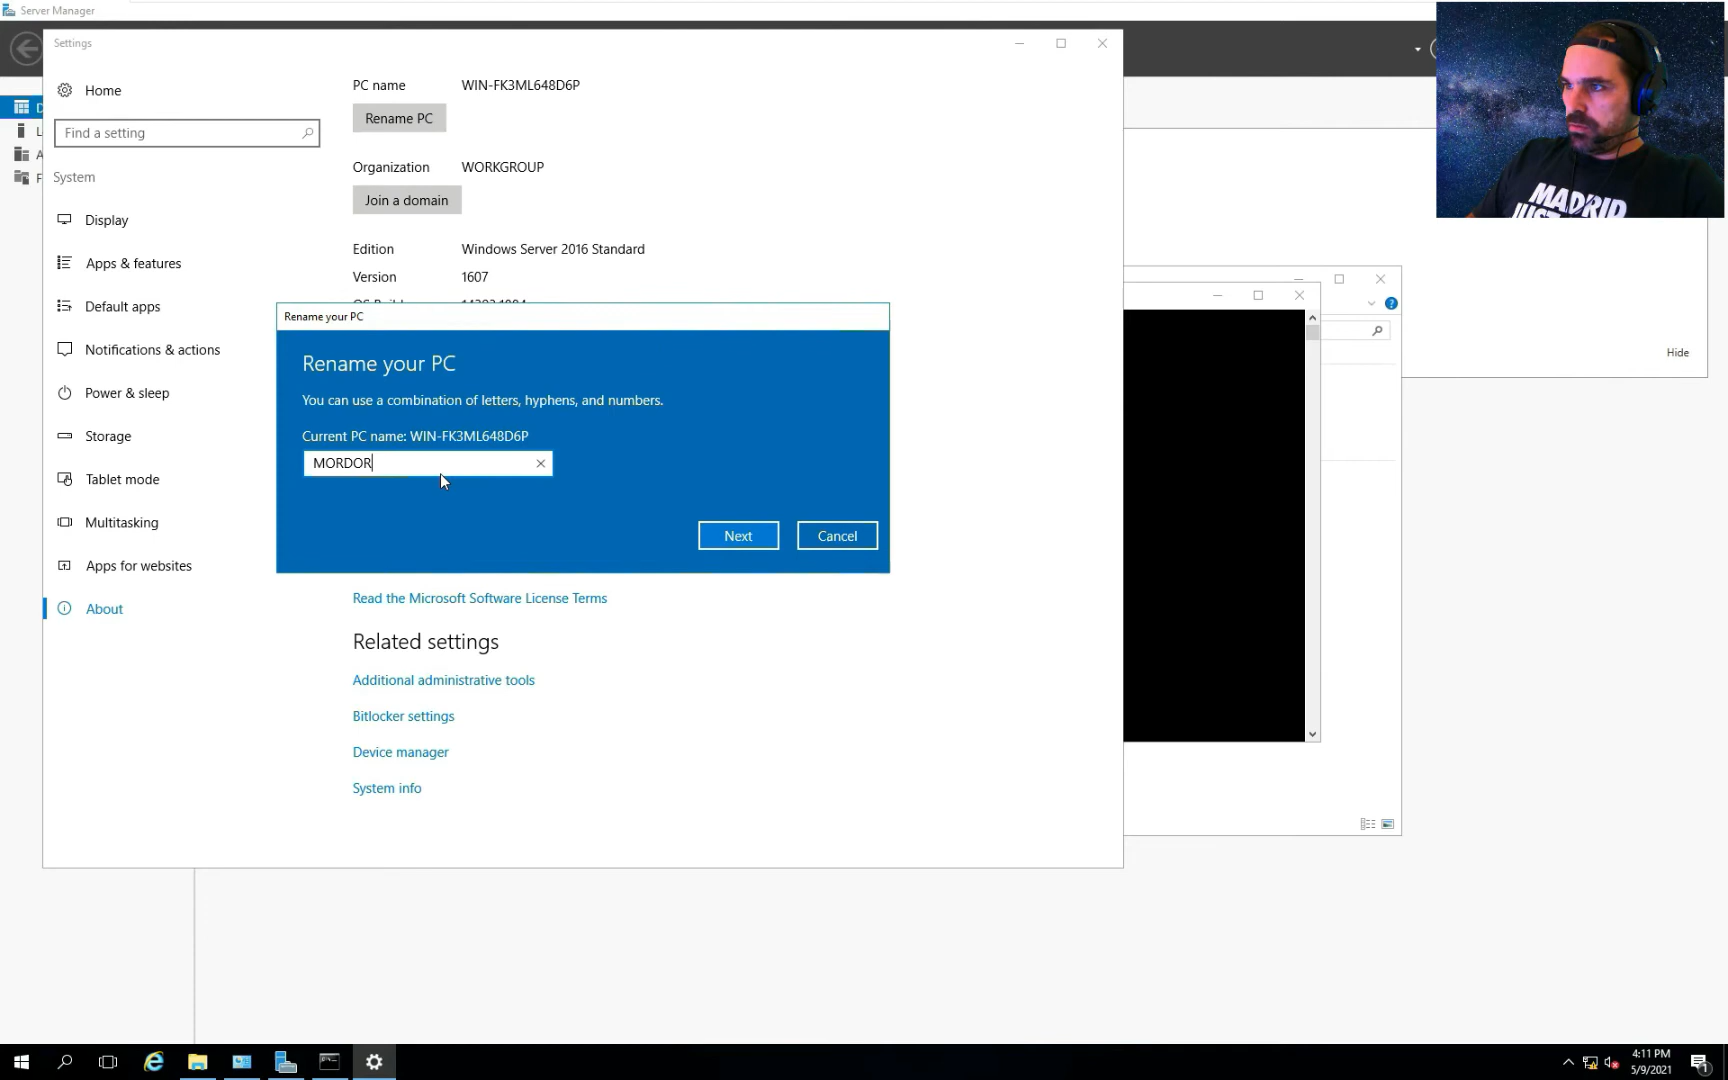 Server Manager
Settings
Home
Find a setting
System
Display
Apps & features
Default apps
Notifications & actions
Power & sleep
Storage
Tablet mode
Multitasking
Apps for websites
About
PC name WIN-FK3ML648D6P
Rename PC
Organization WORKGROUP
Join a domain
Edition Windows Server 2016 Standard
Version 1607
Rename your PC
Rename your PC
You can use a combination of letters, hyphens, and numbers.
Current PC name: WIN-FK3ML648D6P
MORDOR
Next Cancel
Read the Microsoft Software License Terms
Related settings
Additional administrative tools
Bitlocker settings
Device manager
System info
MADRID
JUST
Hide
4:11 PM
5/9/2021